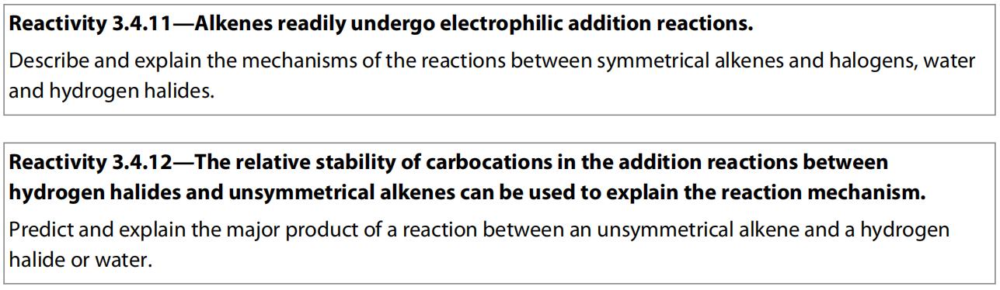 Reactivity 3.4.11—Alkenes readily undergo electrophilic addition reactions.
Describe and explain the mechanisms of the reactions between symmetrical alkenes and halogens, water
and hydrogen halides.
Reactivity 3.4.12—The relative stability of carbocations in the addition reactions between
hydrogen halides and unsymmetrical alkenes can be used to explain the reaction mechanism.
Predict and explain the major product of a reaction between an unsymmetrical alkene and a hydrogen
halide or water.